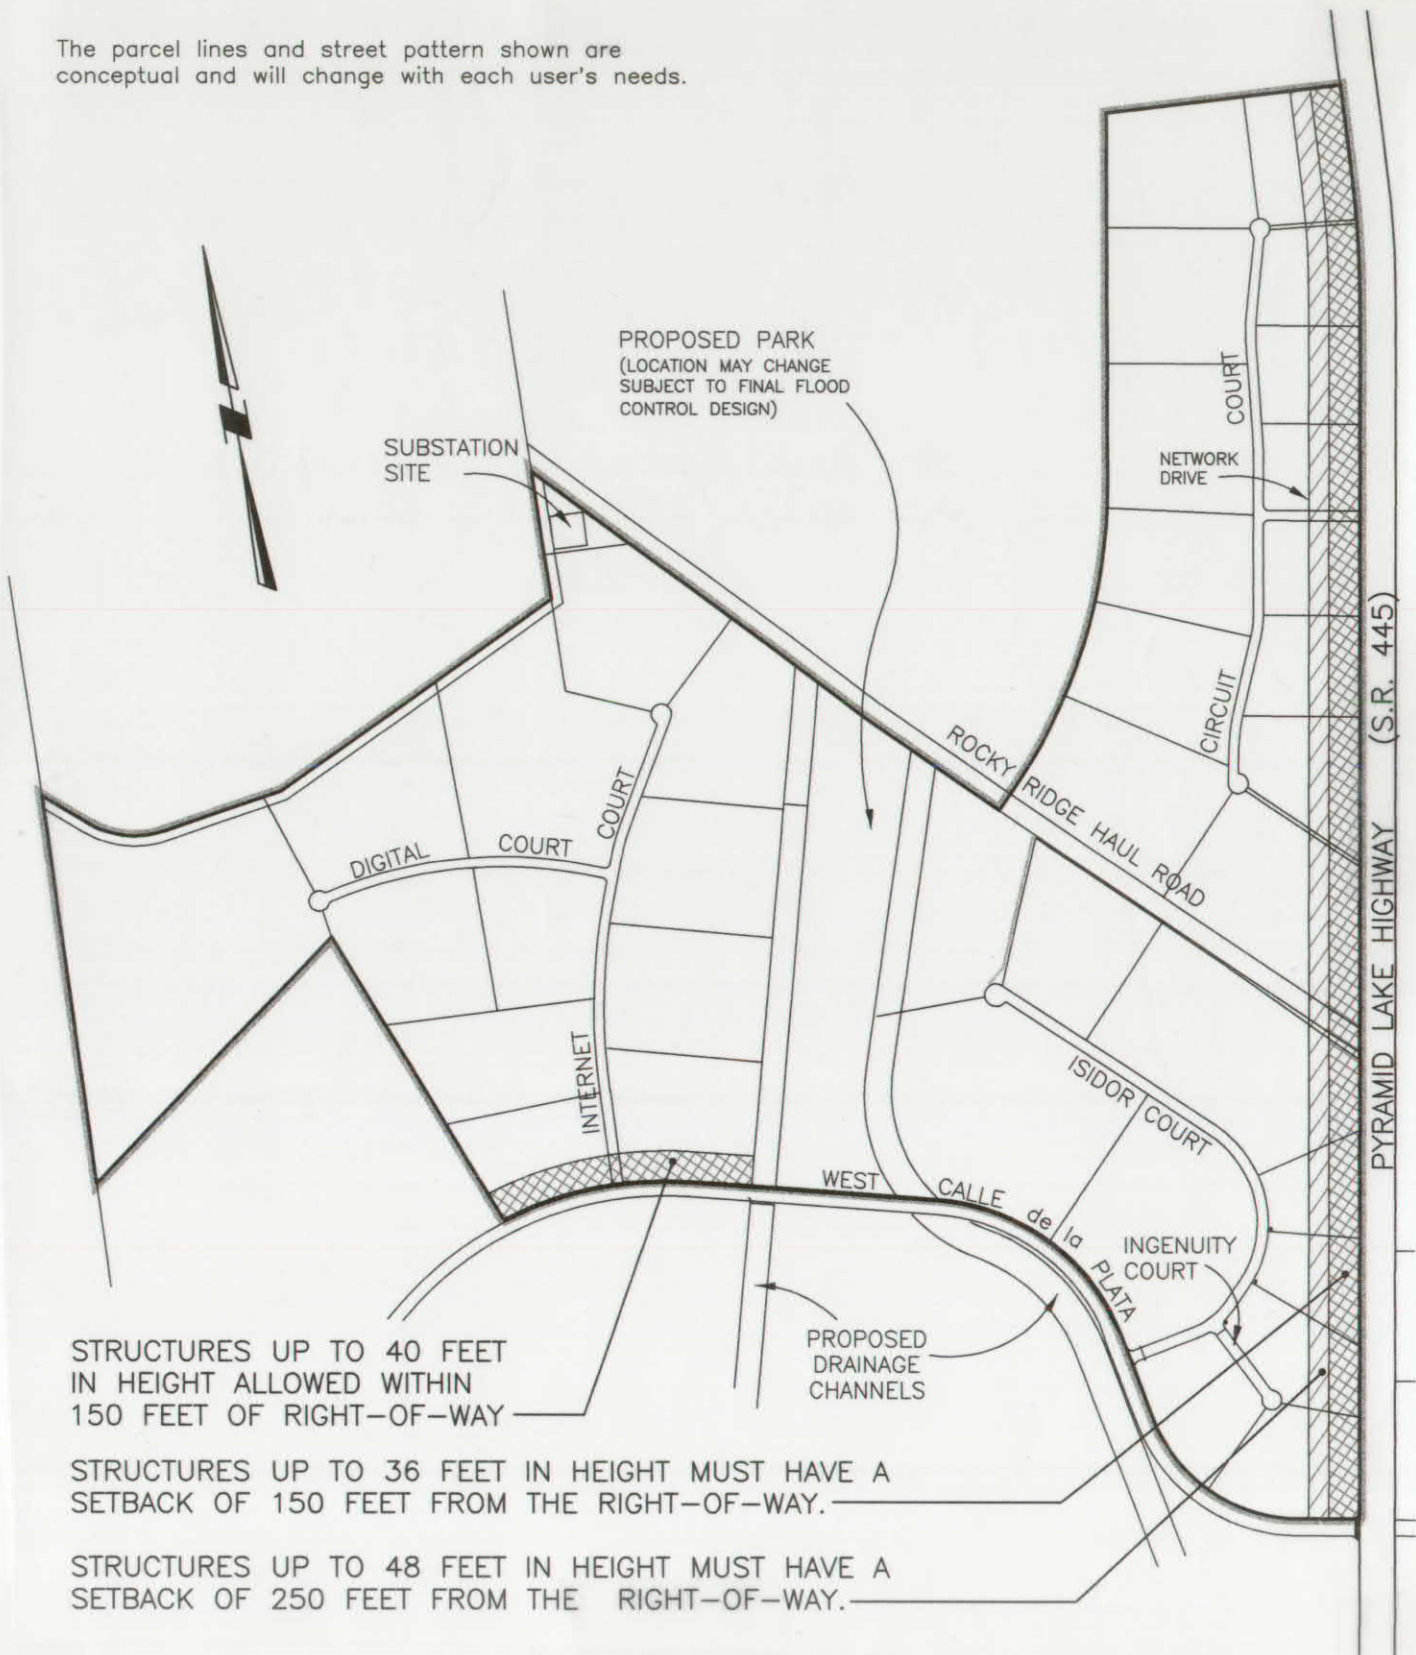 The parcel lines and street pattern shown are
conceptual and will change with each user's needs.
PROPOSED PARK
(LOCATION MAY CHANGE
SUBJECT TO FINAL FLOOD
CONTROL DESIGN)
SUBSTATION
SITE
COURT
NETWORK
DRIVE
CIRCUIT
PYRAMID LAKE HIGHWAY (S.R. 445)
ROCKY RIDGE HAUL ROAD
COURT
DIGITAL COURT
INTERNET
ISIDOR COURT
WEST CALLE de la PLATA
INGENUITY
COURT
PROPOSED
DRAINAGE
CHANNELS
STRUCTURES UP TO 40 FEET
IN HEIGHT ALLOWED WITHIN
150 FEET OF RIGHT-OF-WAY
STRUCTURES UP TO 36 FEET IN HEIGHT MUST HAVE A
SETBACK OF 150 FEET FROM THE RIGHT-OF-WAY.
STRUCTURES UP TO 48 FEET IN HEIGHT MUST HAVE A
SETBACK OF 250 FEET FROM THE RIGHT-OF-WAY.